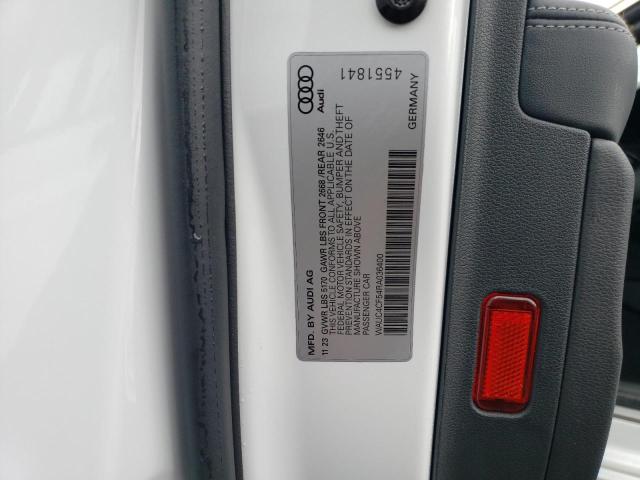 MFD. BY AUDI AG
11 23 GVWR LBS 5170 GAWR LBS FRONT 2668 /REAR 2646
THIS VEHICLE CONFORMS TO ALL APPLICABLE U.S.
FEDERAL MOTOR VEHICLE SAFETY, BUMPER AND THEFT
PREVENTION STANDARDS IN EFFECT ON THE DATE OF
MANUFACTURE SHOWN ABOVE
PASSENGER CAR
WAUC4CF54RA036400
Audi
GERMANY
4551841